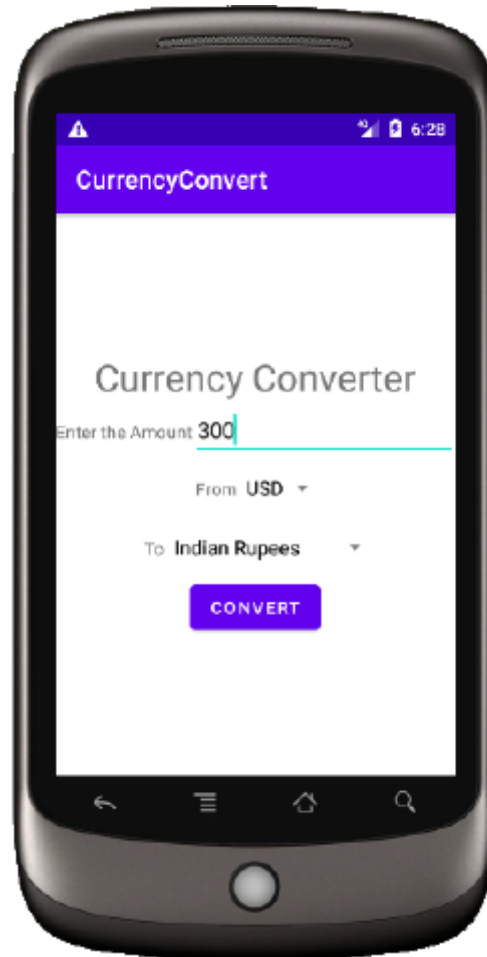 6:28
CurrencyConvert
Currency Converter
Enter the Amount 300
From USD
To Indian Rupees
CONVERT